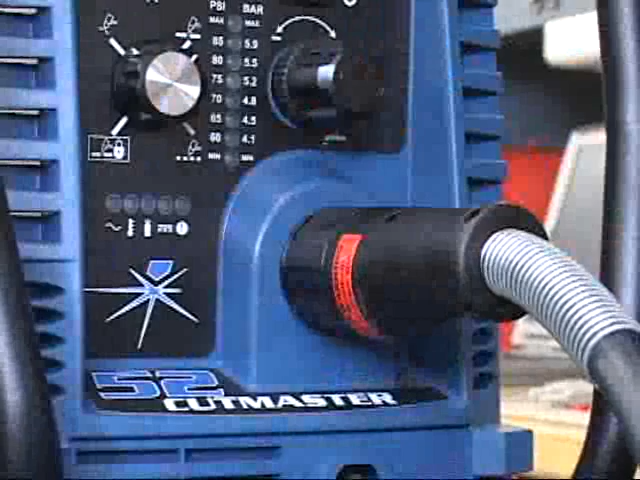 PSI BAR
MAX MAX
85 5.9
80 5.5
75 5.2
70 4.8
65 4.5
60 4.1
MIN MIN
52
CUTMASTER